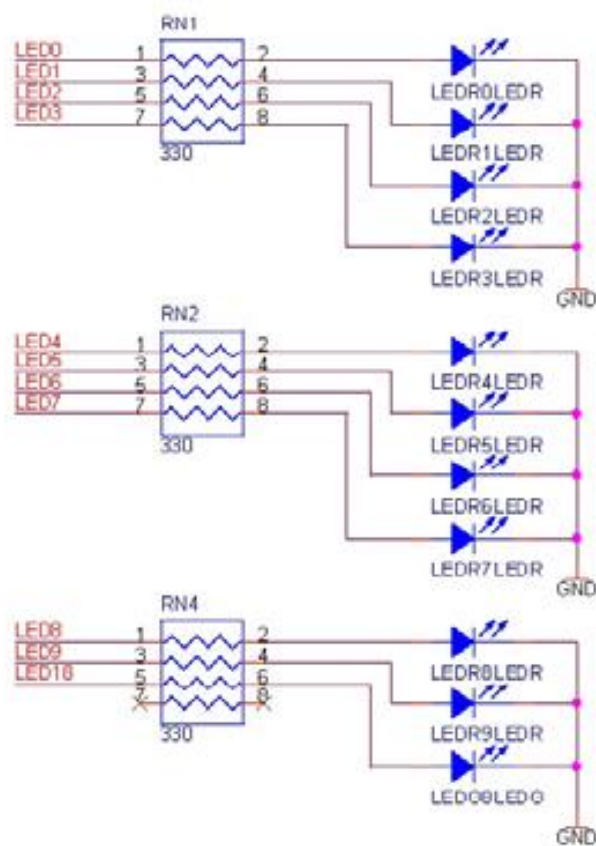 RN1
LED0 1 2
LED1 3 4
LED2 5 6
LED3 7 8
330
LEDR0LEDR
LEDR1LEDR
LEDR2LEDR
LEDR3LEDR
GND
RN2
LED4 1 2
LED5 3 4
LED6 5 6
LED7 7 8
330
LEDR4LEDR
LEDR5LEDR
LEDR6LEDR
LEDR7LEDR
GND
RN4
LED8 1 2
LED9 3 4
LED10 5 6
7 8
330
LEDR8LEDR
LEDR9LEDR
GND